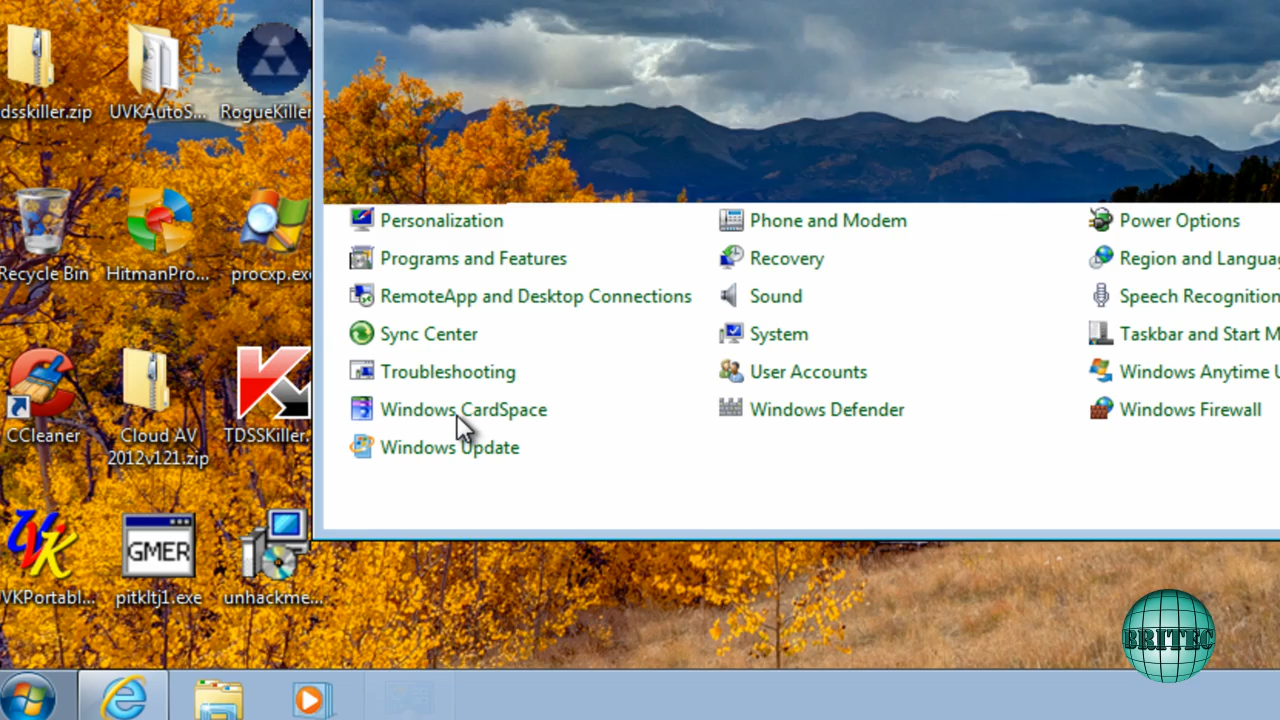 dsskiller.zip
UVKAutoS...
RogueKiller
Recycle Bin
HitmanPro...
procxp.exe
CCleaner
Cloud AV
2012v121.zip
TDSSKiller.
VKPortabl...
GMER
pitkltj1.exe
unhackme...
Personalization
Phone and Modem
Power Options
Programs and Features
Recovery
Region and Languag
RemoteApp and Desktop Connections
Sound
Speech Recognition
Sync Center
System
Taskbar and Start M
Troubleshooting
User Accounts
Windows Anytime U
Windows CardSpace
Windows Defender
Windows Firewall
Windows Update
BRITEC